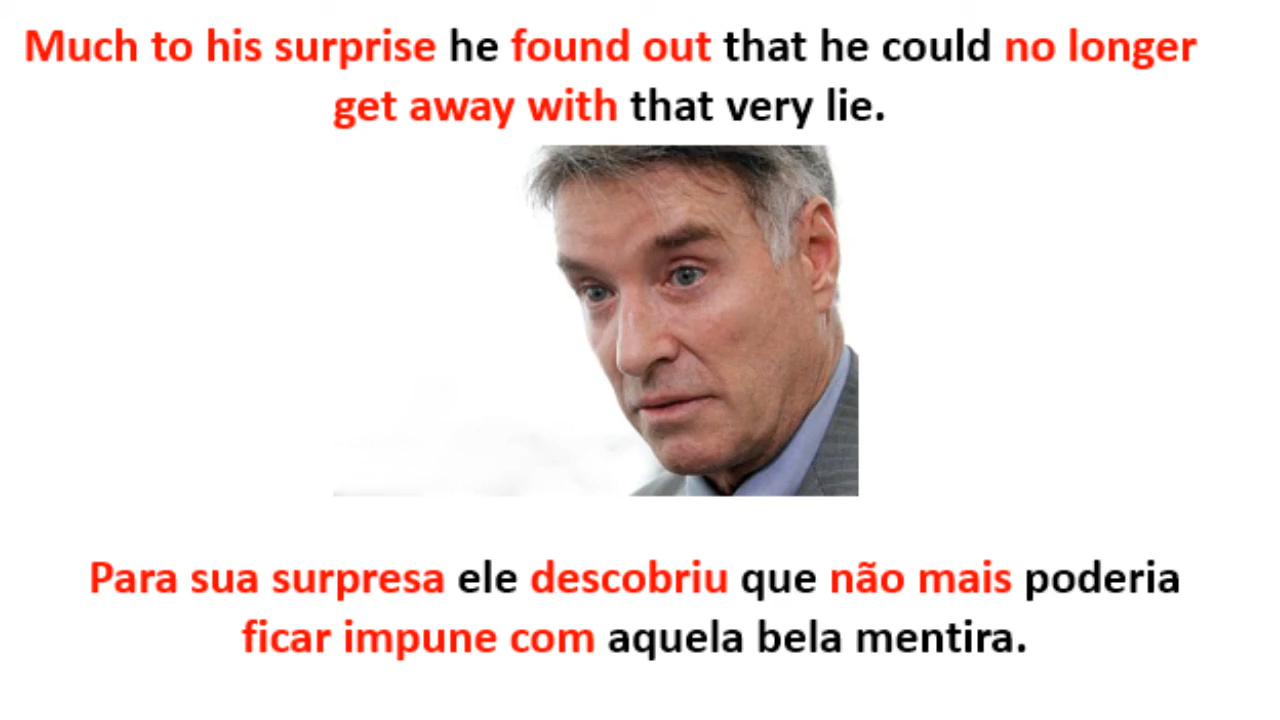 Much to his surprise he found out that he could no longer
get away with that very lie.
Para sua surpresa ele descobriu que não mais poderia
ficar impune com aquela bela mentira.